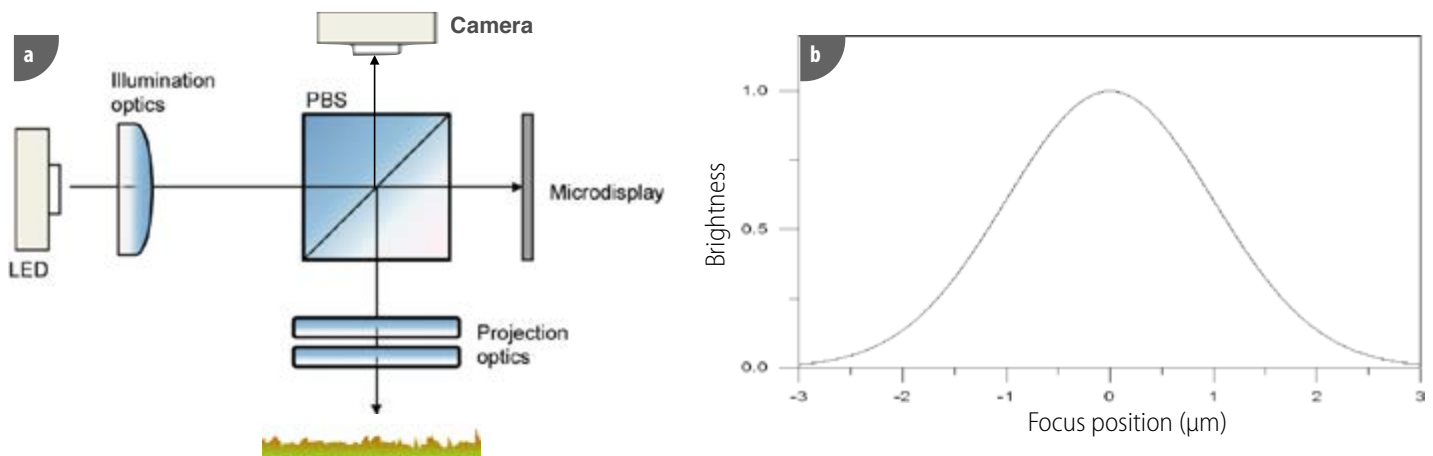 a
Camera
Illumination
optics
PBS
LED
Microdisplay
Projection
optics
b
1.0
0.5
0.0
Brightness
-3
-2
-1
0
1
2
3
Focus position (µm)